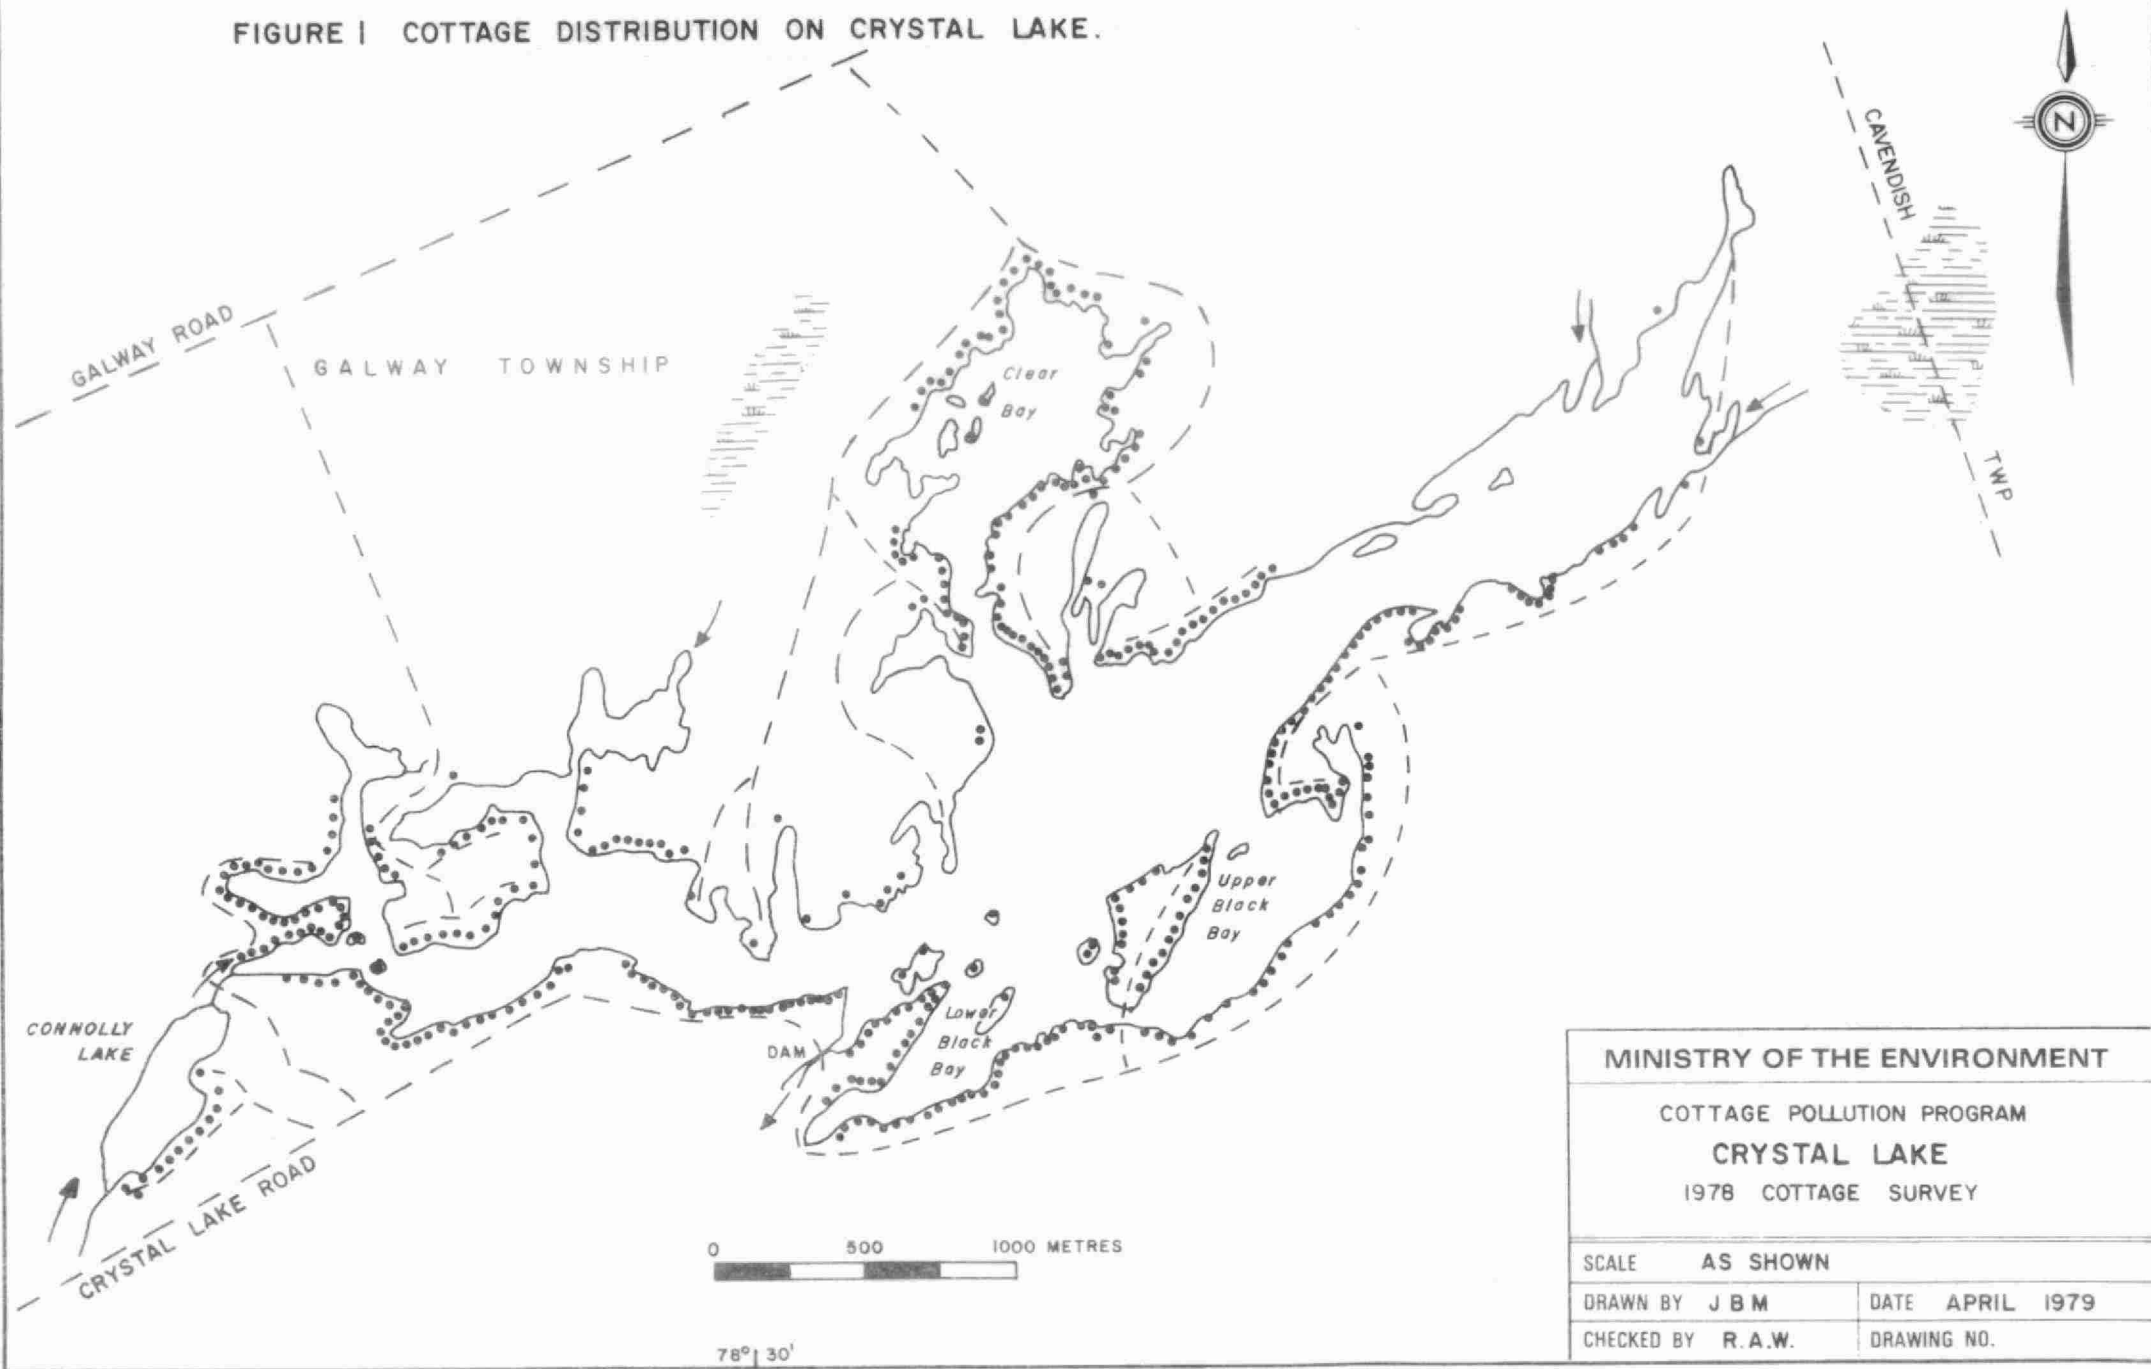 FIGURE 1 COTTAGE DISTRIBUTION ON CRYSTAL LAKE.
N
CAVENDISH
TWP
GALWAY ROAD
GALWAY TOWNSHIP
Clear
Bay
Upper
Black
Bay
Lower
Black
Bay
DAM
CONNOLLY
LAKE
CRYSTAL LAKE ROAD
0 500 1000 METRES
78° 30'
MINISTRY OF THE ENVIRONMENT
COTTAGE POLLUTION PROGRAM
CRYSTAL LAKE
1978 COTTAGE SURVEY
SCALE AS SHOWN
DRAWN BY J B M
DATE APRIL 1979
CHECKED BY R.A.W.
DRAWING NO.